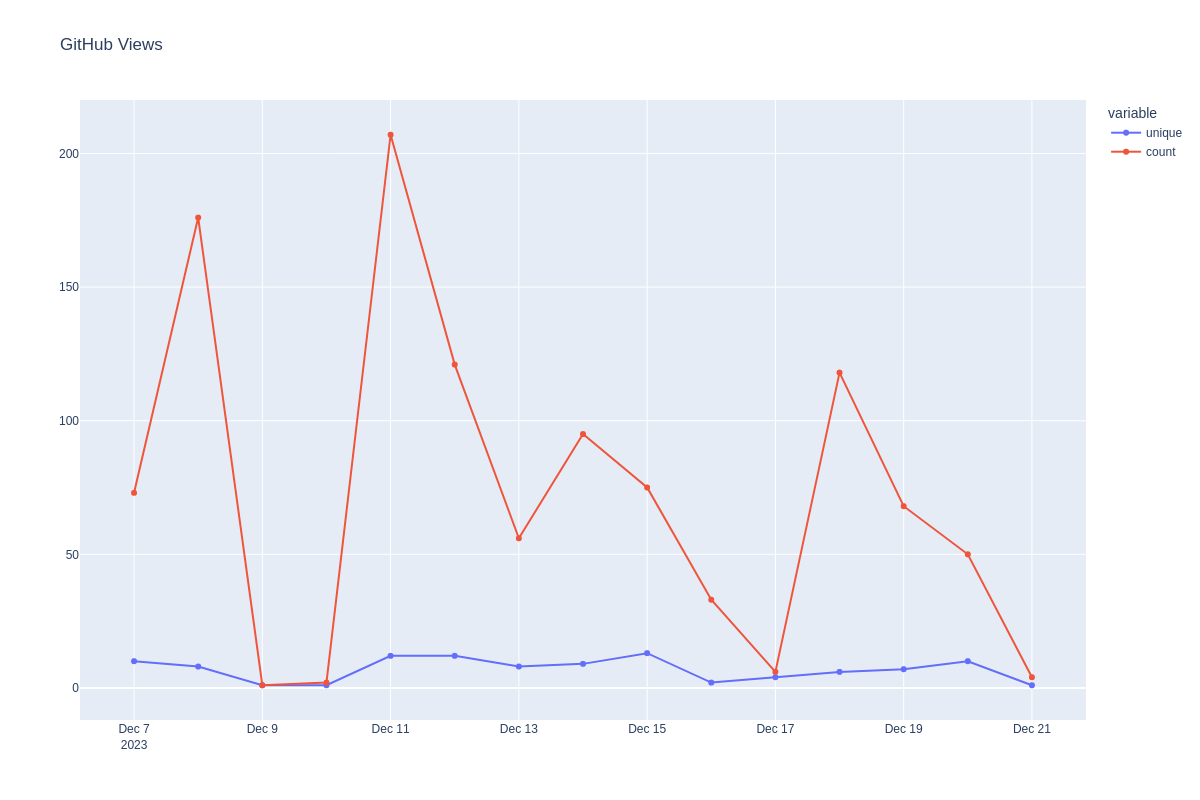 GitHub Views
variable
unique
count
200
150
100
50
0
Dec 7
2023
Dec 9
Dec 11
Dec 13
Dec 15
Dec 17
Dec 19
Dec 21